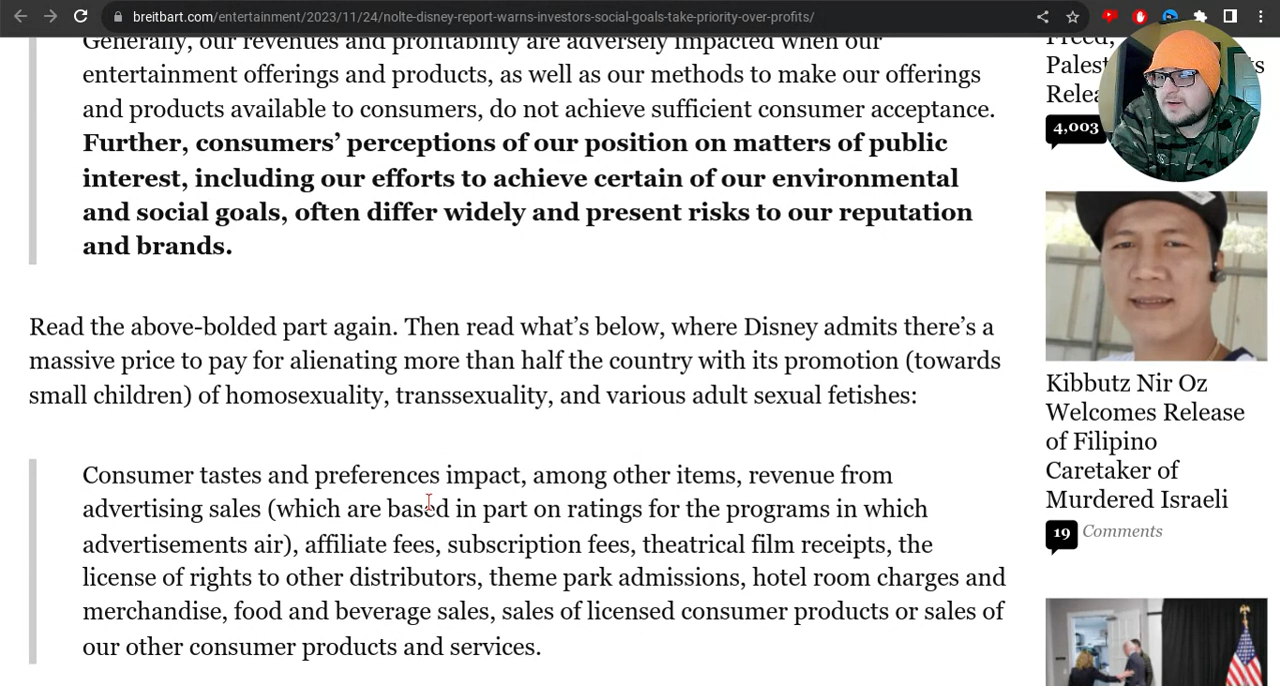 breitbart.com/entertainment/2023/11/24/nolte-disney-report-warns-investors-social-goals-take-priority-over-profits/
Generally, our revenues and profitability are adversely impacted when our
entertainment offerings and products, as well as our methods to make our offerings
and products available to consumers, do not achieve sufficient consumer acceptance.
Further, consumers’ perceptions of our position on matters of public
interest, including our efforts to achieve certain of our environmental
and social goals, often differ widely and present risks to our reputation
and brands.
Read the above-bolded part again. Then read what’s below, where Disney admits there’s a
massive price to pay for alienating more than half the country with its promotion (towards
small children) of homosexuality, transsexuality, and various adult sexual fetishes:
Consumer tastes and preferences impact, among other items, revenue from
advertising sales (which are based in part on ratings for the programs in which
advertisements air), affiliate fees, subscription fees, theatrical film receipts, the
license of rights to other distributors, theme park admissions, hotel room charges and
merchandise, food and beverage sales, sales of licensed consumer products or sales of
our other consumer products and services.
Freed,
4,003
Kibbutz Nir Oz
Welcomes Release
of Filipino
Caretaker of
Murdered Israeli
19 Comments